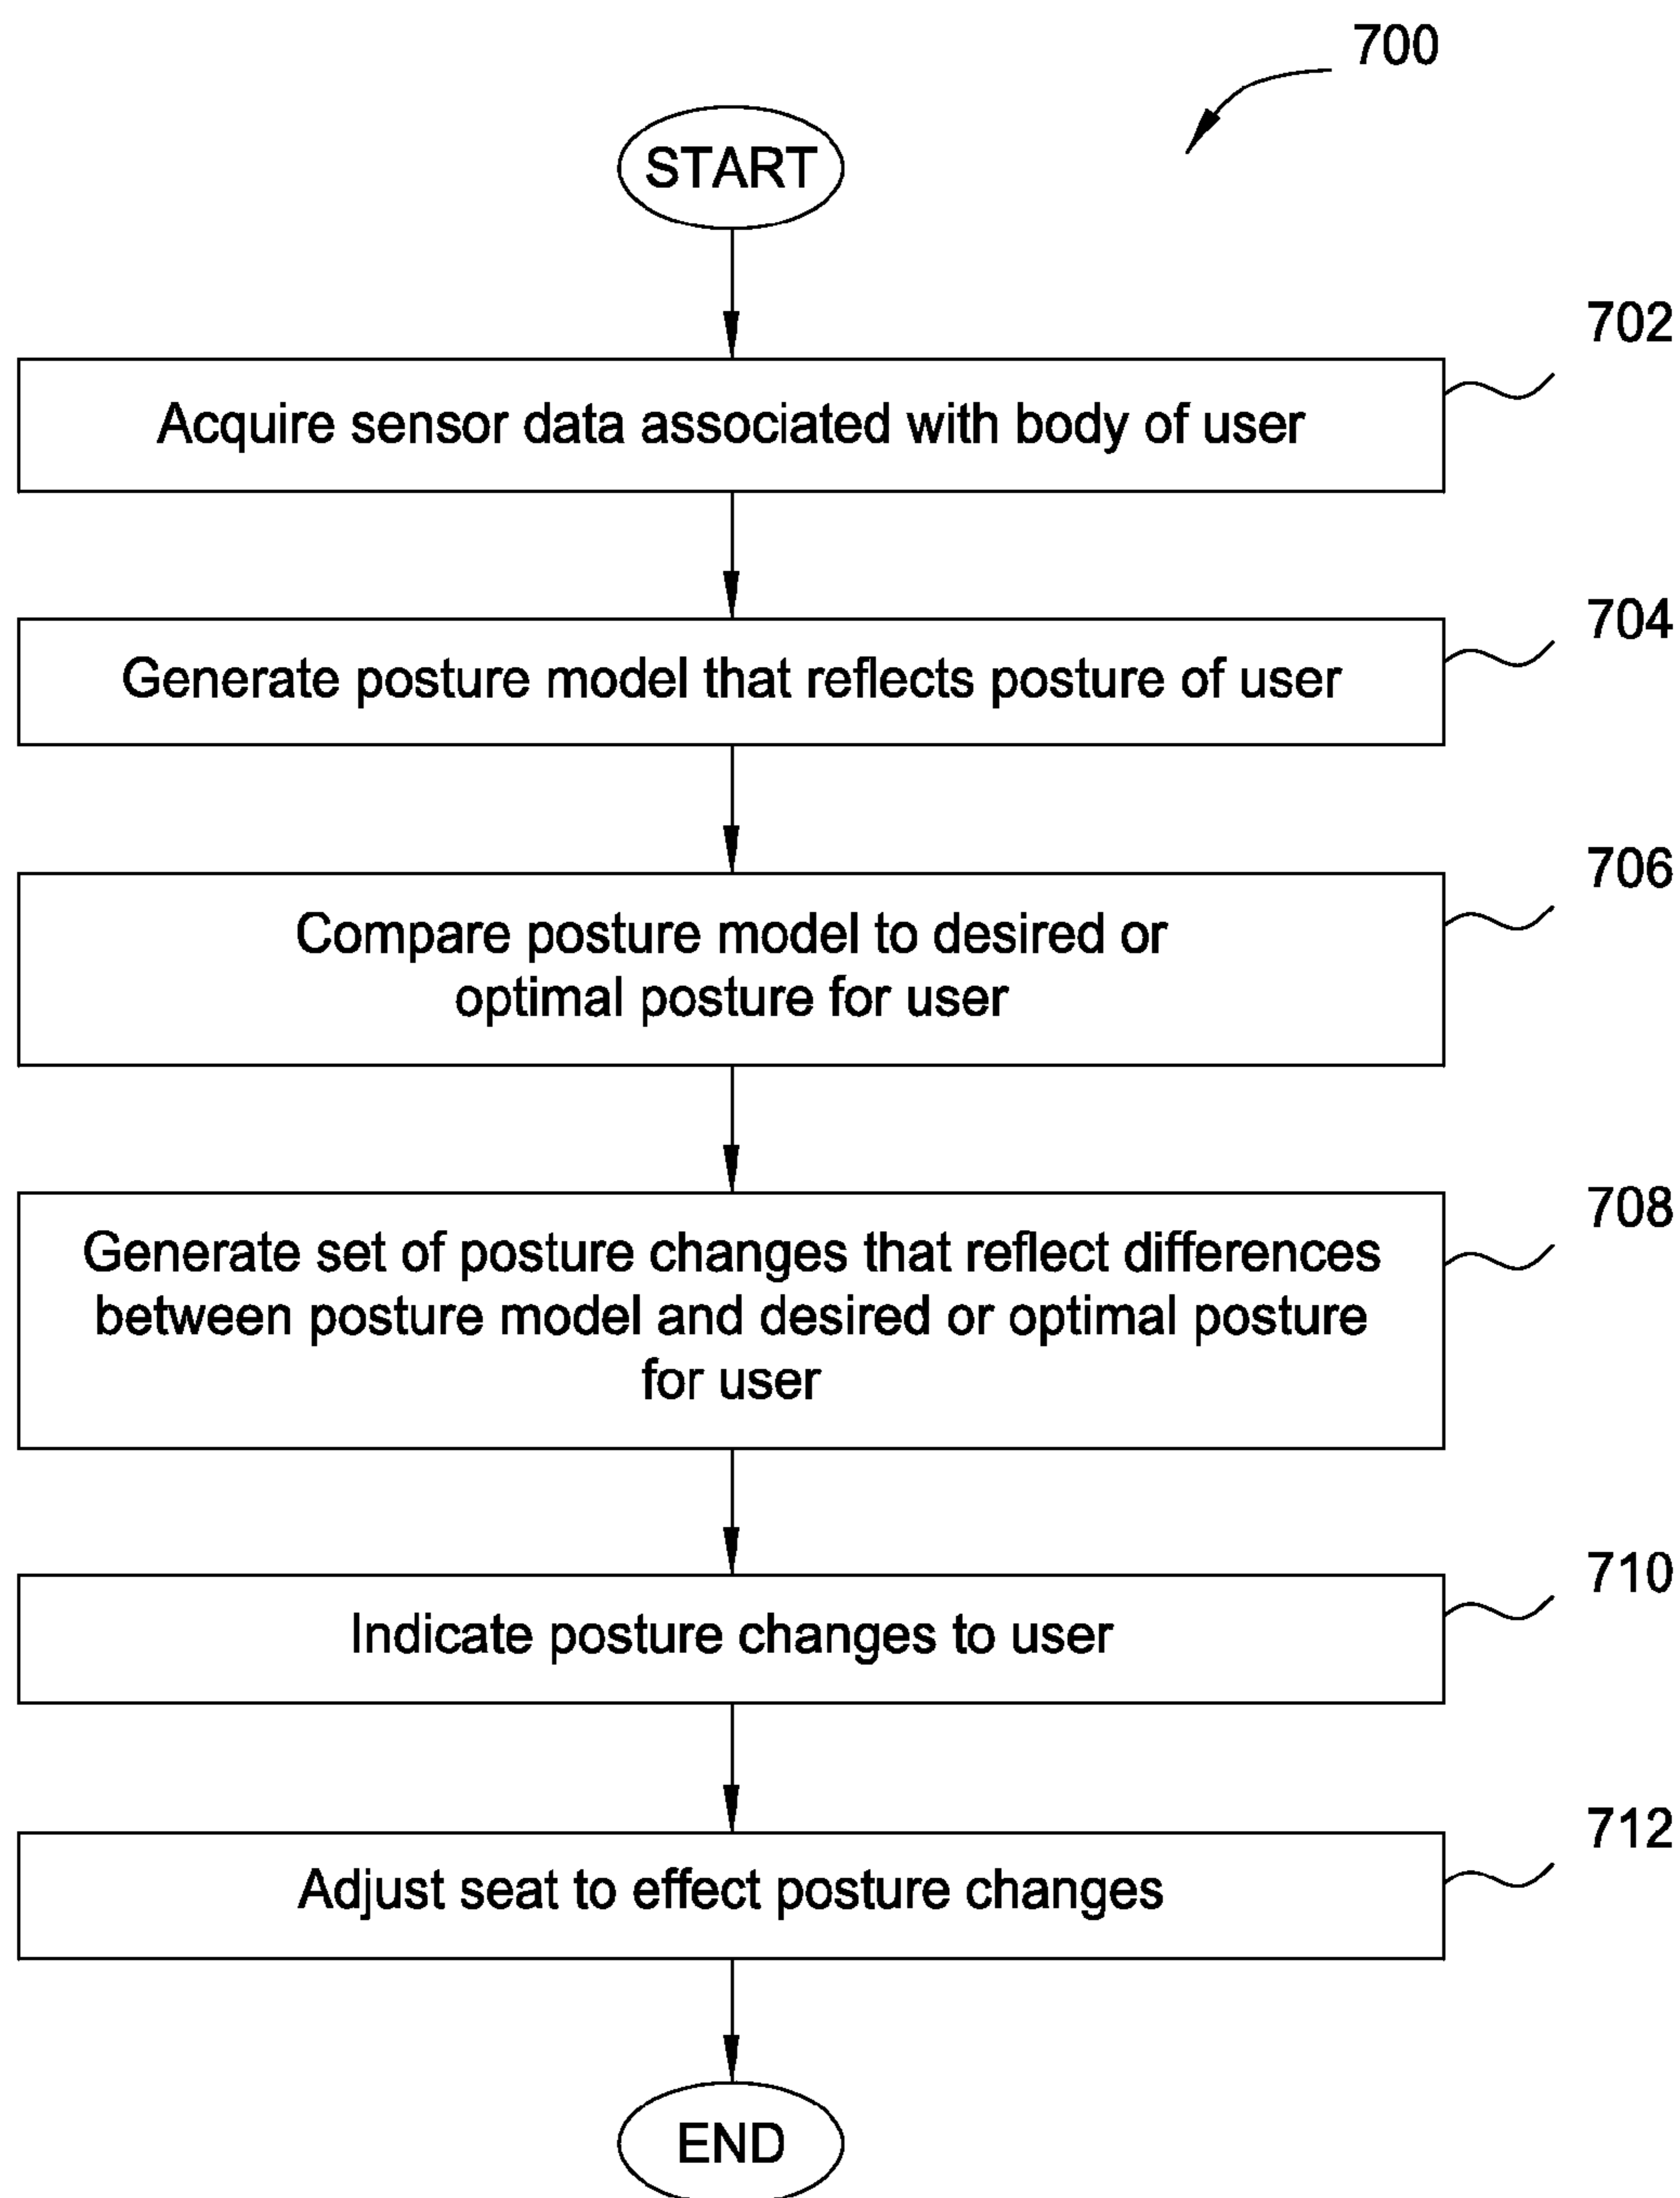 700
START
702
Acquire sensor data associated with body of user
704
Generate posture model that reflects posture of user
706
Compare posture model to desired or
optimal posture for user
708
Generate set of posture changes that reflect differences
between posture model and desired or optimal posture
for user
710
Indicate posture changes to user
712
Adjust seat to effect posture changes
END